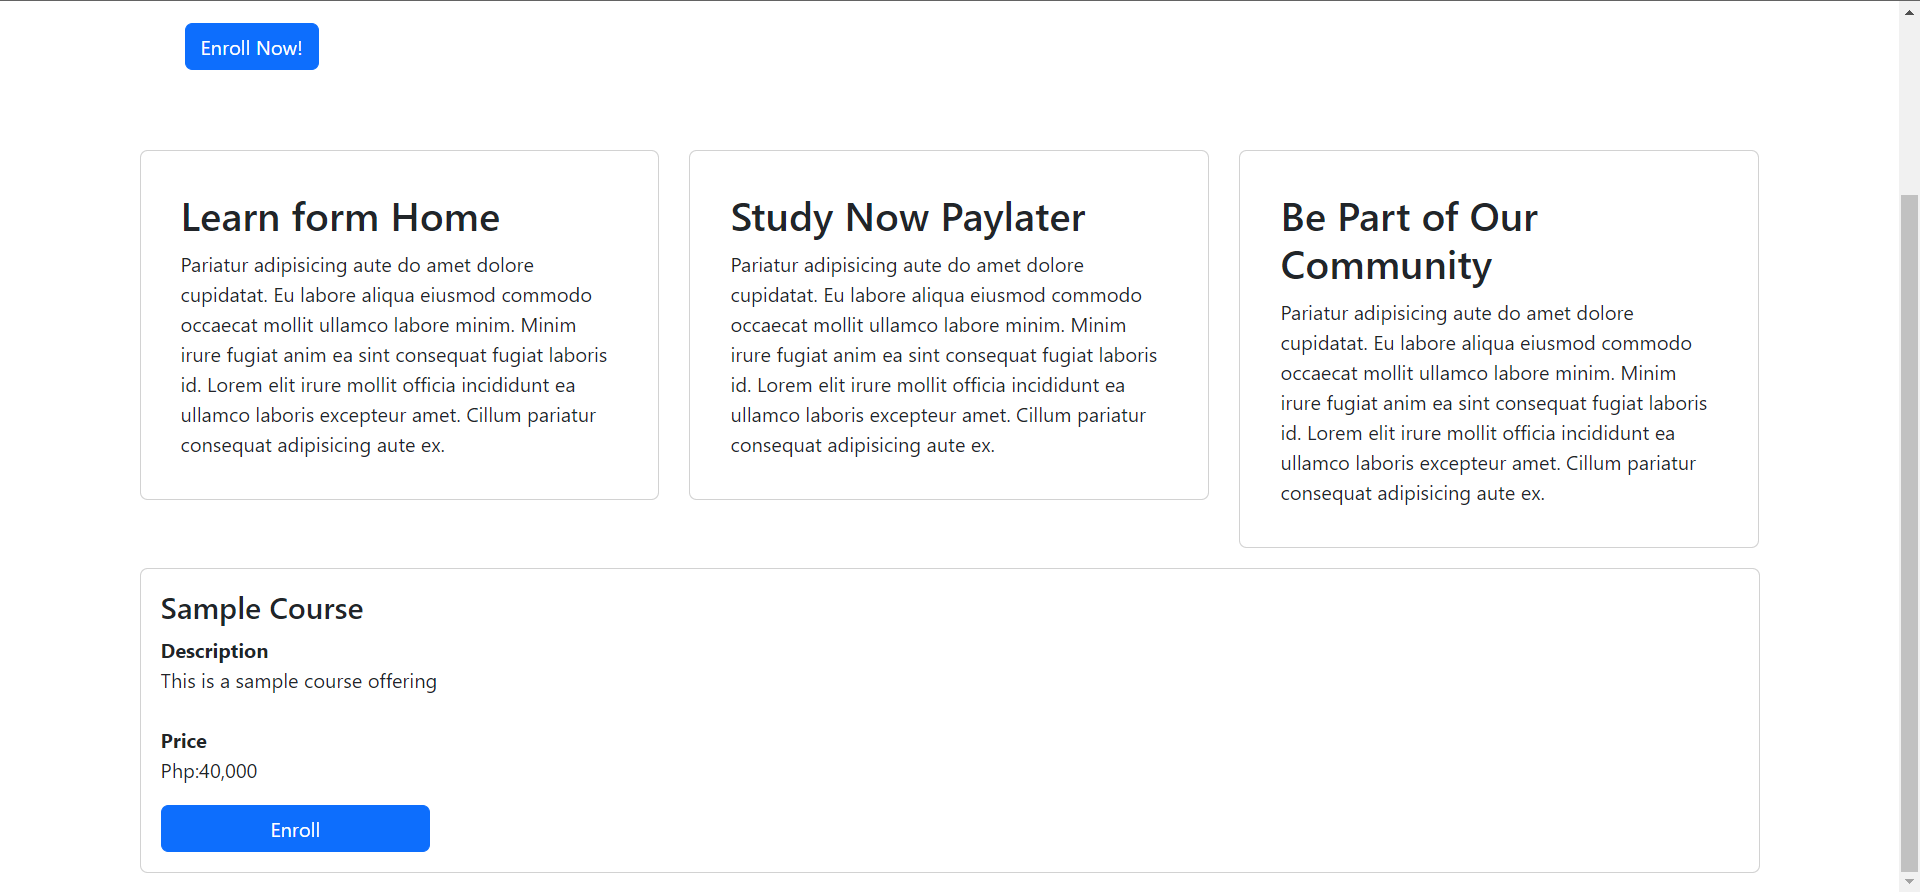 Enroll Now!
Learn form Home
Pariatur adipisicing aute do amet dolore
cupidatat. Eu labore aliqua eiusmod commodo
occaecat mollit ullamco labore minim. Minim
irure fugiat anim ea sint consequat fugiat laboris
id. Lorem elit irure mollit officia incididunt ea
ullamco laboris excepteur amet. Cillum pariatur
consequat adipisicing aute ex.
Study Now Paylater
Pariatur adipisicing aute do amet dolore
cupidatat. Eu labore aliqua eiusmod commodo
occaecat mollit ullamco labore minim. Minim
irure fugiat anim ea sint consequat fugiat laboris
id. Lorem elit irure mollit officia incididunt ea
ullamco laboris excepteur amet. Cillum pariatur
consequat adipisicing aute ex.
Be Part of Our
Community
Pariatur adipisicing aute do amet dolore
cupidatat. Eu labore aliqua eiusmod commodo
occaecat mollit ullamco labore minim. Minim
irure fugiat anim ea sint consequat fugiat laboris
id. Lorem elit irure mollit officia incididunt ea
ullamco laboris excepteur amet. Cillum pariatur
consequat adipisicing aute ex.
Sample Course
Description
This is a sample course offering
Price
Php:40,000
Enroll